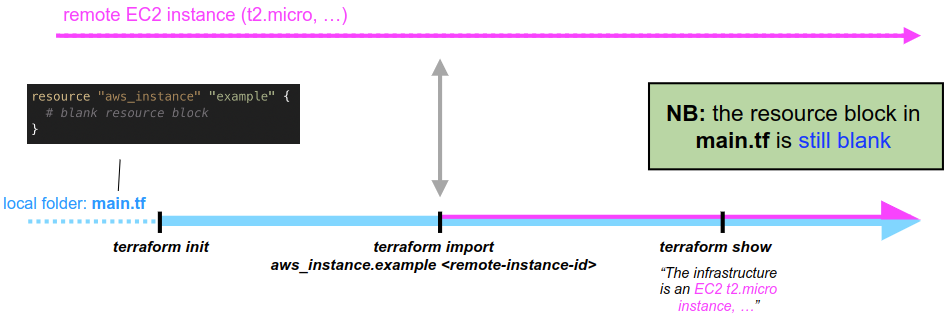 remote EC2 instance (t2.micro, …)
resource "aws_instance" "example" {
# blank resource block
}
NB: the resource block in
main.tf is still blank
local folder: main.tf
terraform init
terraform import
aws_instance.example <remote-instance-id>
terraform show
“The infrastructure
is an EC2 t2.micro
instance, …”